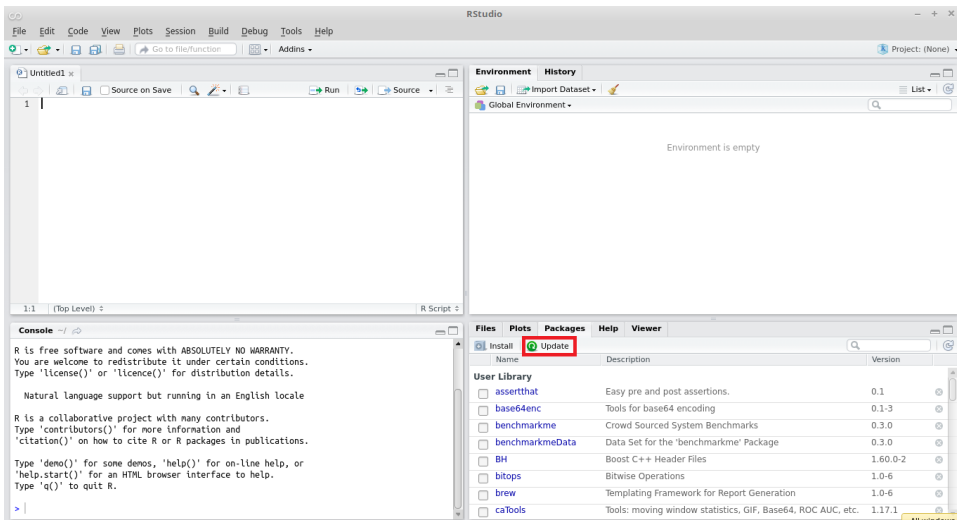 RStudio
File Edit Code View Plots Session Build Debug Tools Help
Go to file/function Addins Project: (None)
Untitled1
Source on Save Run Source
1
1:1 (Top Level) R Script
Console ~/
R is free software and comes with ABSOLUTELY NO WARRANTY.
You are welcome to redistribute it under certain conditions.
Type 'license()' or 'licence()' for distribution details.
Natural language support but running in an English locale
R is a collaborative project with many contributors.
Type 'contributors()' for more information and
'citation()' on how to cite R or R packages in publications.
Type 'demo()' for some demos, 'help()' for on-line help, or
'help.start()' for an HTML browser interface to help.
Type 'q()' to quit R.
>
Environment History
Import Dataset List
Global Environment
Environment is empty
Files Plots Packages Help Viewer
Install Update
Name Description Version
User Library
assertthat Easy pre and post assertions. 0.1
base64enc Tools for base64 encoding 0.1-3
benchmarkme Crowd Sourced System Benchmarks 0.3.0
benchmarkmeData Data Set for the 'benchmarkme' Package 0.3.0
BH Boost C++ Header Files 1.60.0-2
bitops Bitwise Operations 1.0-6
brew Templating Framework for Report Generation 1.0-6
caTools Tools: moving window statistics, GIF, Base64, ROC AUC, etc. 1.17.1